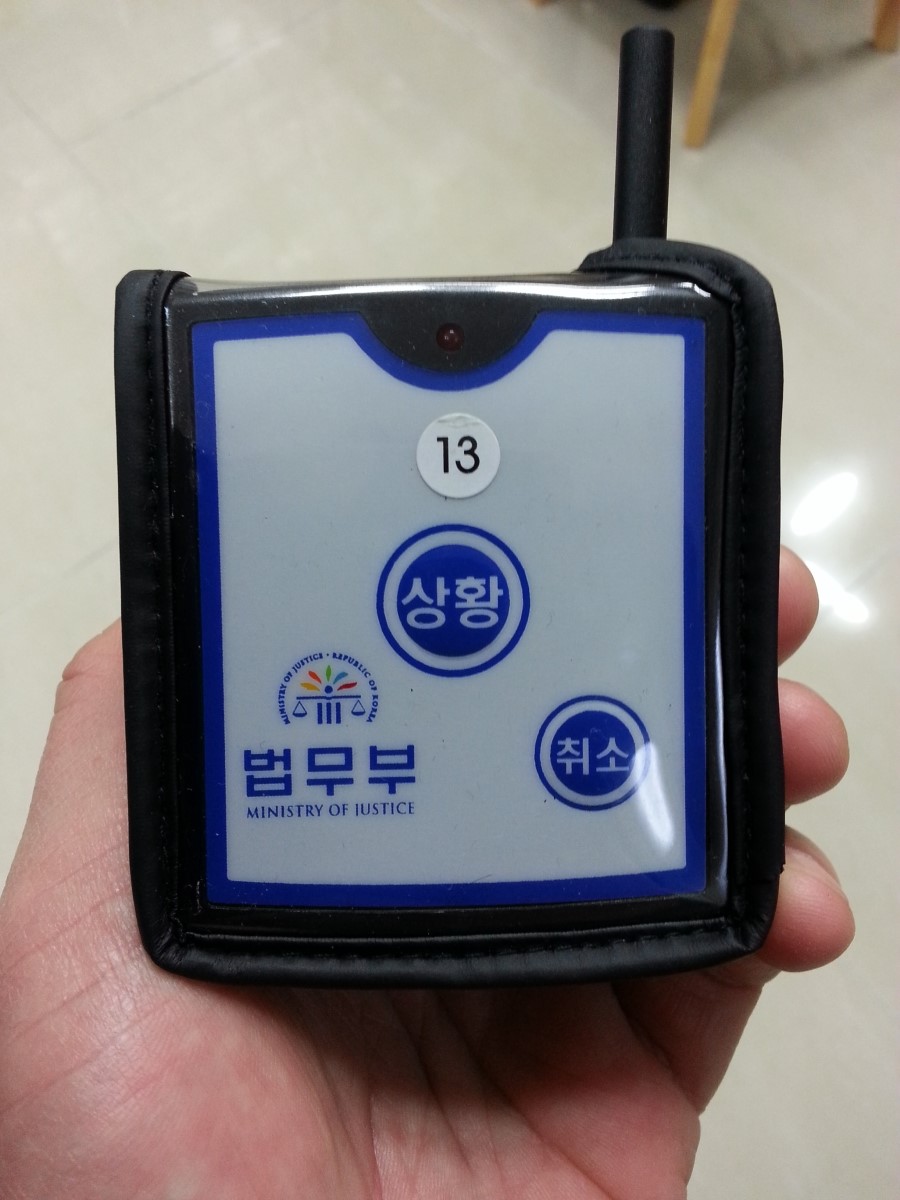 13
상황
MINISTRY OF JUSTICE · REPUBLIC OF KOREA
법무부
MINISTRY OF JUSTICE
취소